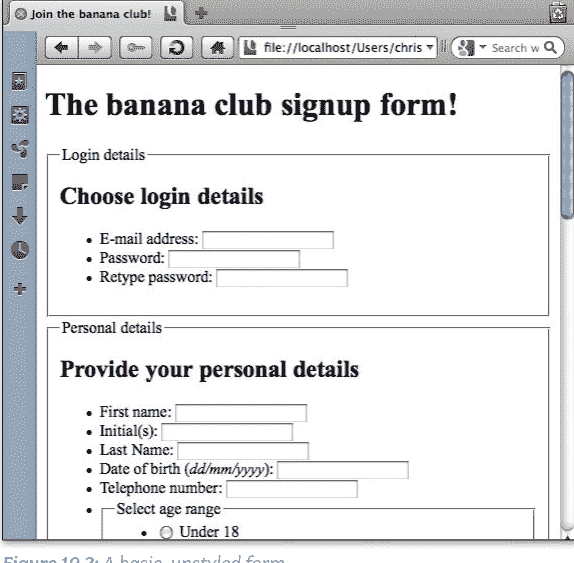 Join the banana club!
file://localhost/Users/chris
Search w
The banana club signup form!
Login details
Choose login details
E-mail address:
Password:
Retype password:
Personal details
Provide your personal details
First name:
Initial(s):
Last Name:
Date of birth (dd/mm/yyyy):
Telephone number:
Select age range
Under 18
Figure 19.2: A basic, unstyled form